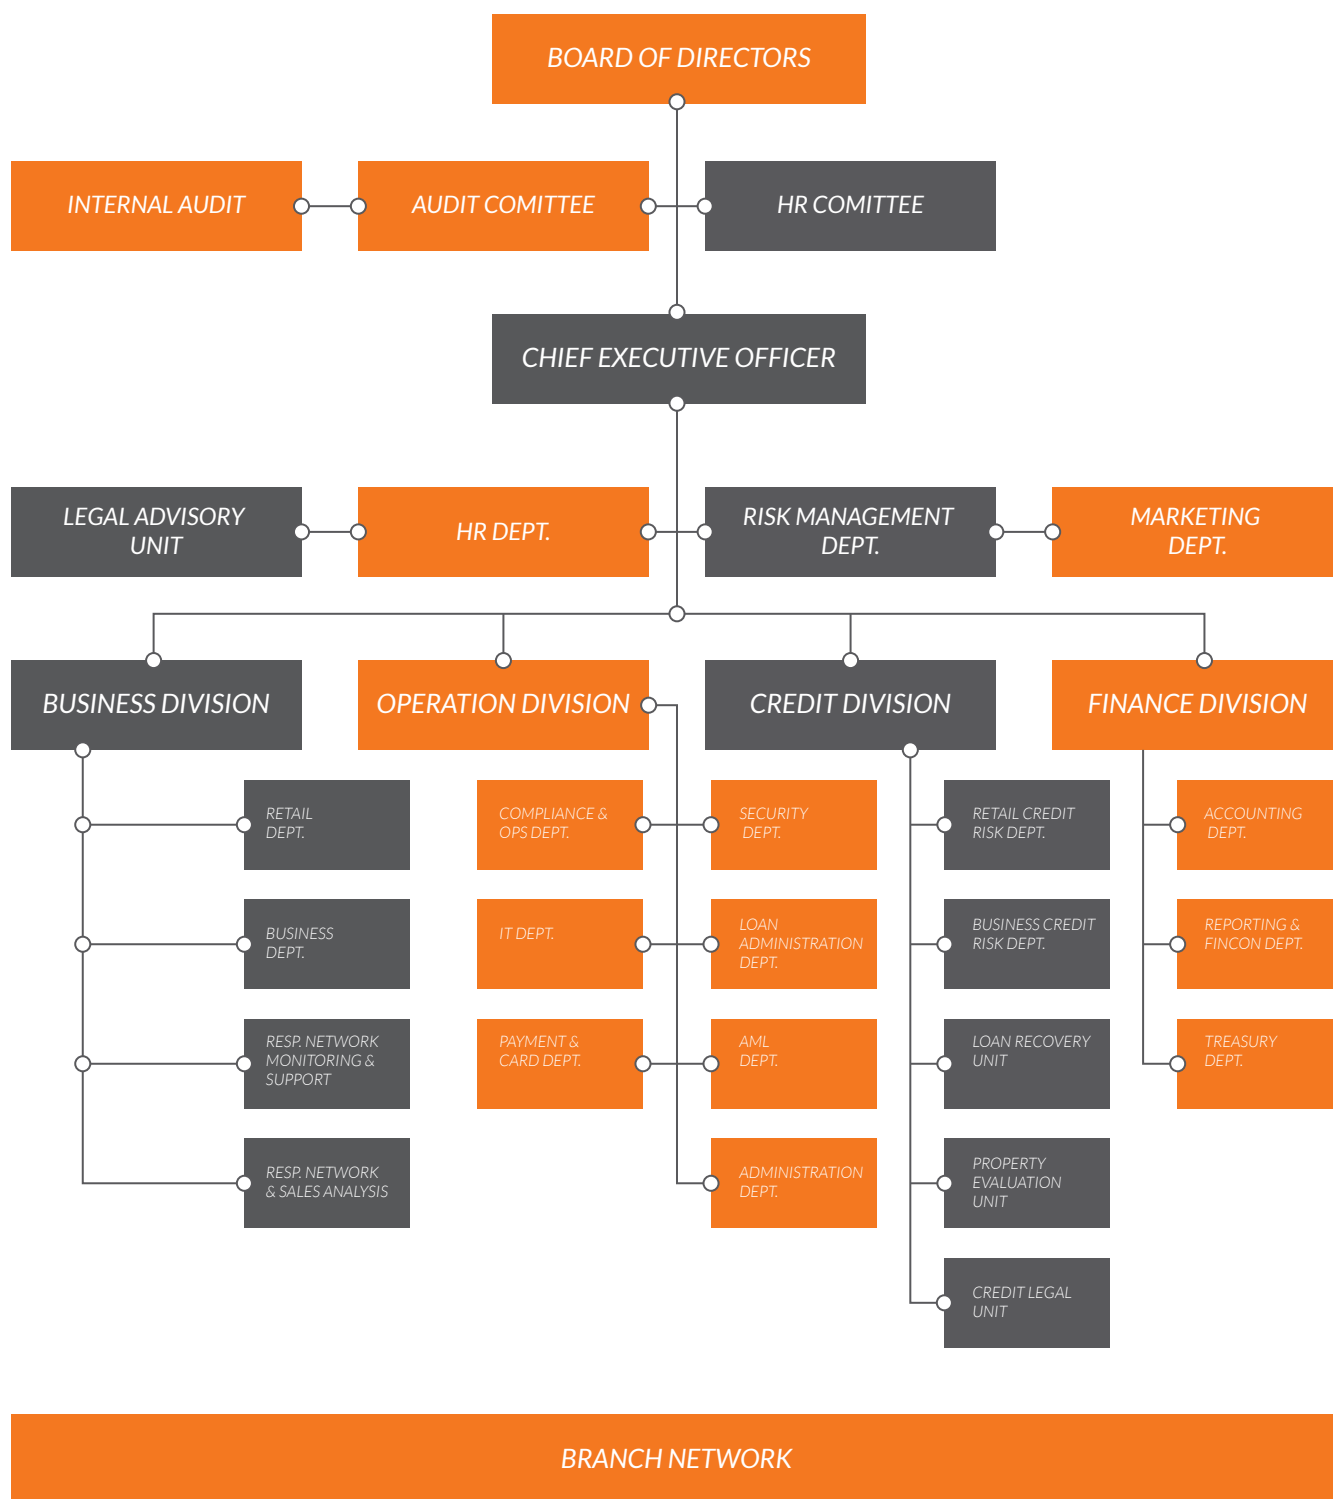 BOARD OF DIRECTORS
INTERNAL AUDIT
AUDIT COMITTEE
HR COMITTEE
CHIEF EXECUTIVE OFFICER
LEGAL ADVISORY
UNIT
HR DEPT.
RISK MANAGEMENT
DEPT.
MARKETING
DEPT.
BUSINESS DIVISION
OPERATION DIVISION
CREDIT DIVISION
FINANCE DIVISION
RETAIL
DEPT.
BUSINESS
DEPT.
RESP. NETWORK
MONITORING &
SUPPORT
RESP. NETWORK
& SALES ANALYSIS
COMPLIANCE &
OPS DEPT.
IT DEPT.
PAYMENT &
CARD DEPT.
SECURITY
DEPT.
LOAN
ADMINISTRATION
DEPT.
AML
DEPT.
ADMINISTRATION
DEPT.
RETAIL CREDIT
RISK DEPT.
BUSINESS CREDIT
RISK DEPT.
LOAN RECOVERY
UNIT
PROPERTY
EVALUATION
UNIT
CREDIT LEGAL
UNIT
ACCOUNTING
DEPT.
REPORTING &
FINCON DEPT.
TREASURY
DEPT.
BRANCH NETWORK